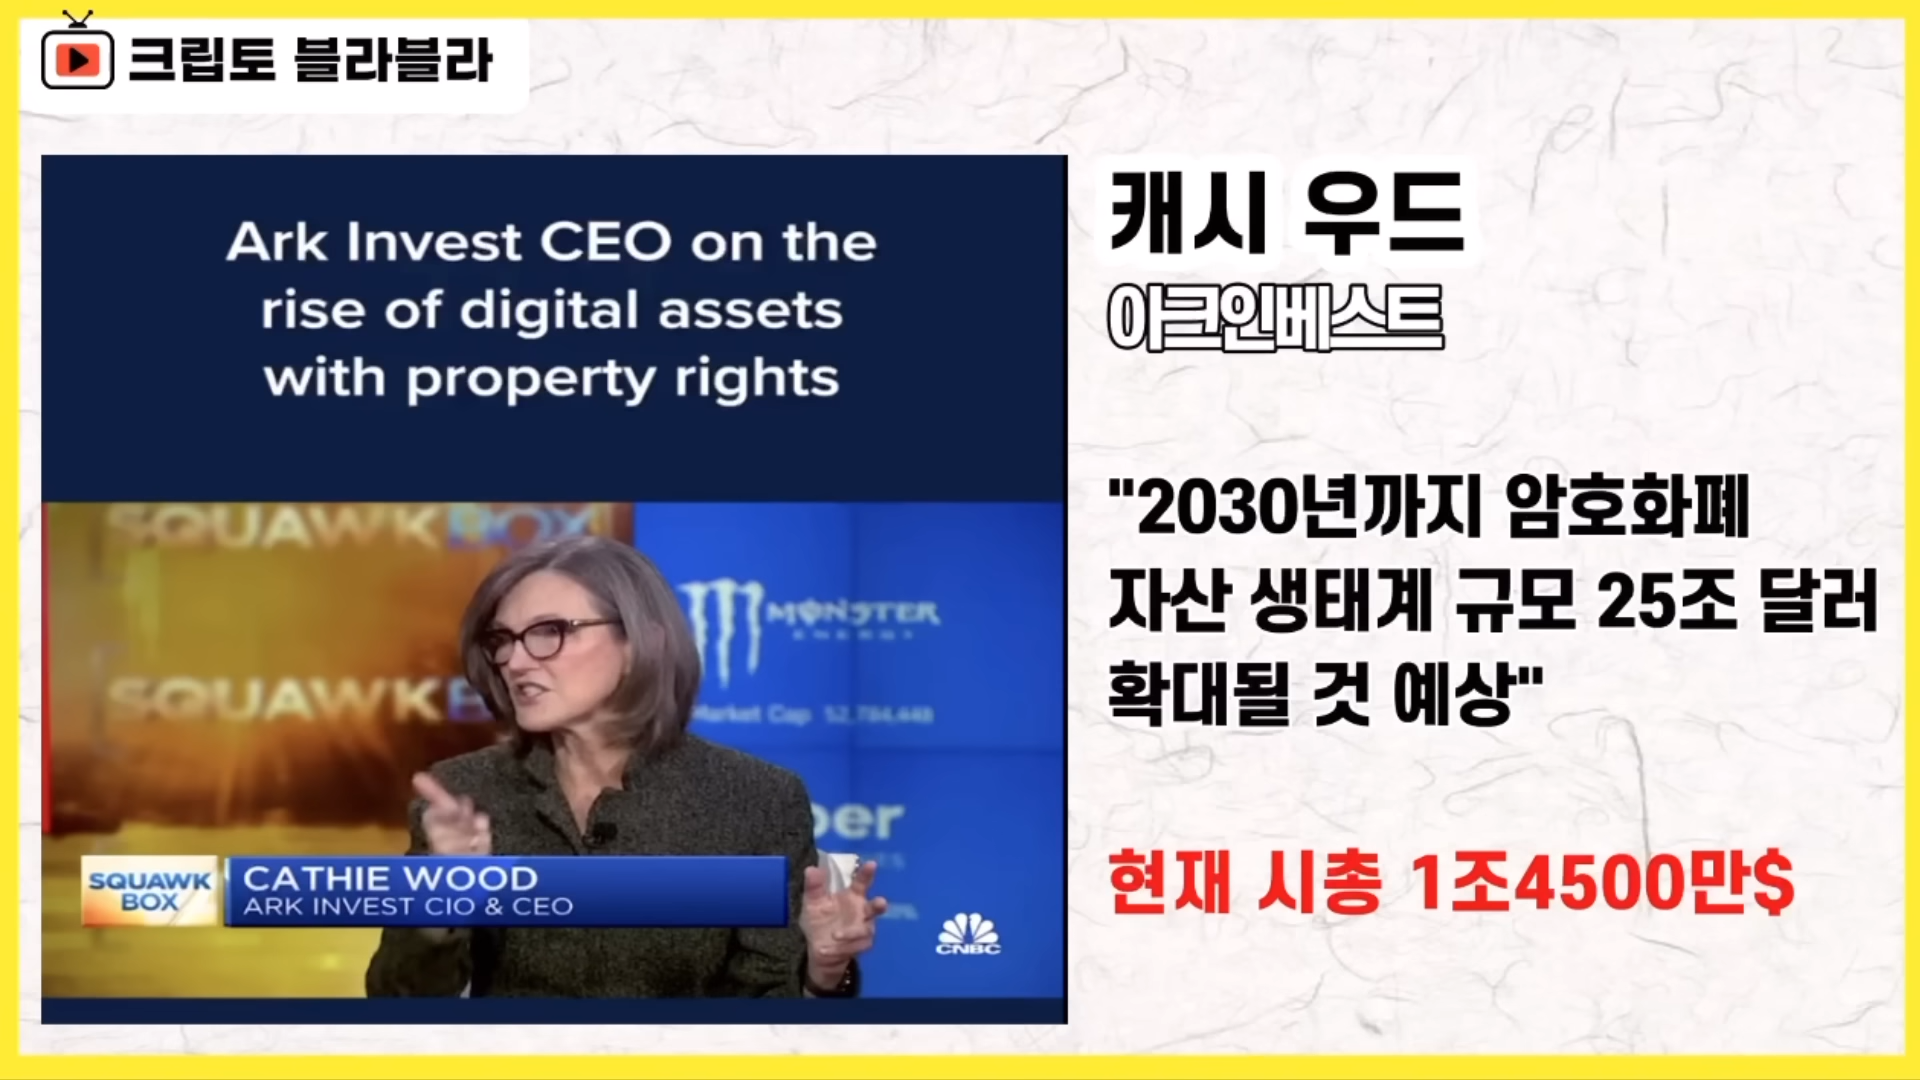 크립토 블라블라
Ark Invest CEO on the
rise of digital assets
with property rights
캐시 우드
아크인베스트
"2030년까지 암호화폐
자산 생태계 규모 25조 달러
확대될 것 예상"
현재 시총 1조4500만$
SQUAWK BOX
SQUAWK
MONSTER
ENERGY
Market Cap
SQUAWK
BOX
CATHIE WOOD
ARK INVEST CIO & CEO
CNBC